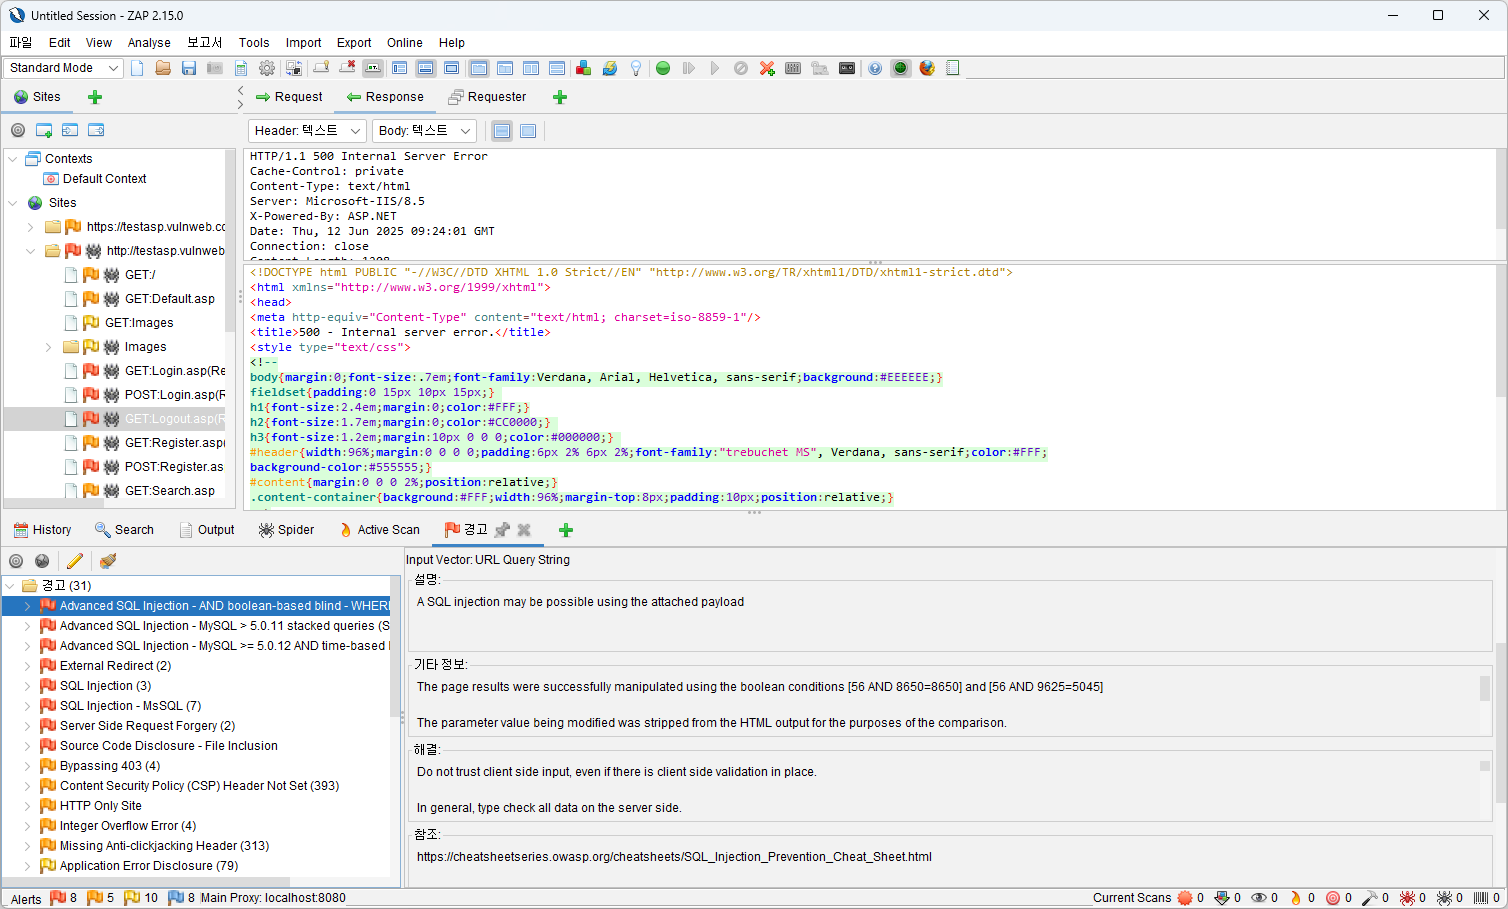 Untitled Session - ZAP 2.15.0
파일 Edit View Analyse 보고서 Tools Import Export Online Help
Standard Mode
Sites
Request Response Requester
Header: 텍스트 Body: 텍스트
Contexts
Default Context
Sites
https://testasp.vulnweb.cc
http://testasp.vulnweb
GET:/
GET:Default.asp
GET:Images
Images
GET:Login.asp(Re
POST:Login.asp(R
GET:Logout.asp(R
GET:Register.asp(
POST:Register.as
GET:Search.asp
HTTP/1.1 500 Internal Server Error
Cache-Control: private
Content-Type: text/html
Server: Microsoft-IIS/8.5
X-Powered-By: ASP.NET
Date: Thu, 12 Jun 2025 09:24:01 GMT
Connection: close
Content-Length: 1208
<!DOCTYPE html PUBLIC "-//W3C//DTD XHTML 1.0 Strict//EN" "http://www.w3.org/TR/xhtml1/DTD/xhtml1-strict.dtd">
<html xmlns="http://www.w3.org/1999/xhtml">
<head>
<meta http-equiv="Content-Type" content="text/html; charset=iso-8859-1"/>
<title>500 - Internal server error.</title>
<style type="text/css">
<!--
body{margin:0;font-size:.7em;font-family:Verdana, Arial, Helvetica, sans-serif;background:#EEEEEE;}
fieldset{padding:0 15px 10px 15px;}
h1{font-size:2.4em;margin:0;color:#FFF;}
h2{font-size:1.7em;margin:0;color:#CC0000;}
h3{font-size:1.2em;margin:10px 0 0 0;color:#000000;}
#header{width:96%;margin:0 0 0 0;padding:6px 2% 6px 2%;font-family:"trebuchet MS", Verdana, sans-serif;color:#FFF;
background-color:#555555;}
#content{margin:0 0 0 2%;position:relative;}
.content-container{background:#FFF;width:96%;margin-top:8px;padding:10px;position:relative;}
History Search Output Spider Active Scan 경고
경고 (31)
Advanced SQL Injection - AND boolean-based blind - WHERE
Advanced SQL Injection - MySQL > 5.0.11 stacked queries (S
Advanced SQL Injection - MySQL >= 5.0.12 AND time-based
External Redirect (2)
SQL Injection (3)
SQL Injection - MsSQL (7)
Server Side Request Forgery (2)
Source Code Disclosure - File Inclusion
Bypassing 403 (4)
Content Security Policy (CSP) Header Not Set (393)
HTTP Only Site
Integer Overflow Error (4)
Missing Anti-clickjacking Header (313)
Application Error Disclosure (79)
Input Vector: URL Query String
설명:
A SQL injection may be possible using the attached payload
기타 정보:
The page results were successfully manipulated using the boolean conditions [56 AND 8650=8650] and [56 AND 9625=5045]
The parameter value being modified was stripped from the HTML output for the purposes of the comparison.
해결:
Do not trust client side input, even if there is client side validation in place.
In general, type check all data on the server side.
참조:
https://cheatsheetseries.owasp.org/cheatsheets/SQL_Injection_Prevention_Cheat_Sheet.html
Alerts 8 5 10 8 Main Proxy: localhost:8080 Current Scans 0 0 0 0 0 0 0 0 0